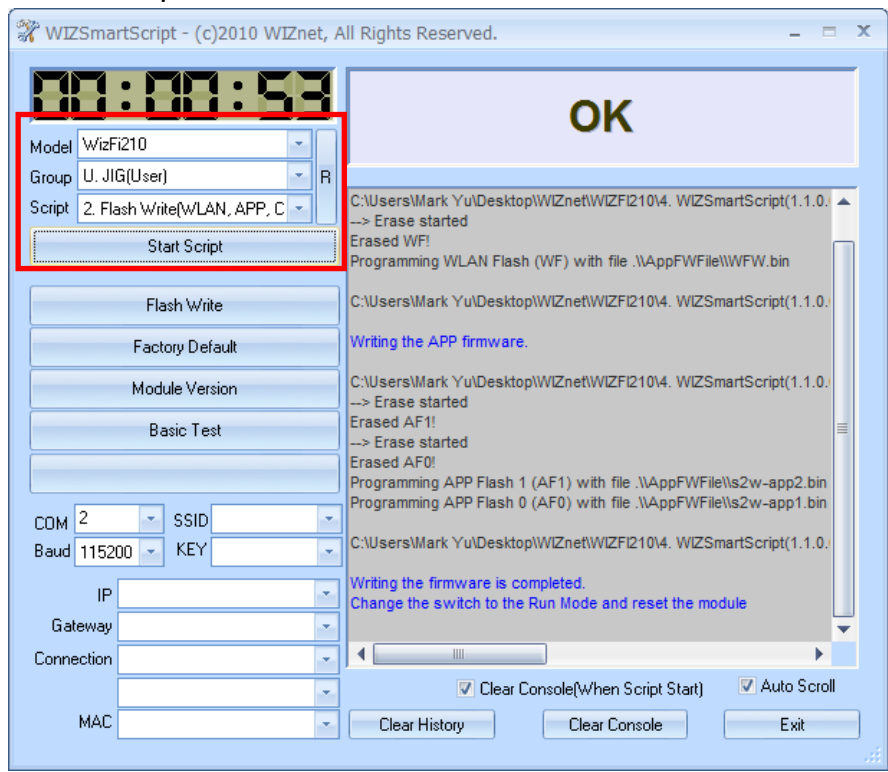 WIZSmartScript - (c)2010 WIZnet, All Rights Reserved.
00:00:53
Model WizFi210
Group U. JIG(User)
R
Script 2. Flash Write(WLAN, APP, C
Start Script
Flash Write
Factory Default
Module Version
Basic Test
COM 2 SSID
Baud 115200 KEY
IP
Gateway
Connection
MAC
OK
C:\Users\Mark Yu\Desktop\WIZnet\WIZFI210\4. WIZSmartScript(1.1.0.
--> Erase started
Erased WF!
Programming WLAN Flash (WF) with file .\\AppFWFile\\WFW.bin
C:\Users\Mark Yu\Desktop\WIZnet\WIZFI210\4. WIZSmartScript(1.1.0.
Writing the APP firmware.
C:\Users\Mark Yu\Desktop\WIZnet\WIZFI210\4. WIZSmartScript(1.1.0.
--> Erase started
Erased AF1!
--> Erase started
Erased AF0!
Programming APP Flash 1 (AF1) with file .\\AppFWFile\\s2w-app2.bin
Programming APP Flash 0 (AF0) with file .\\AppFWFile\\s2w-app1.bin
C:\Users\Mark Yu\Desktop\WIZnet\WIZFI210\4. WIZSmartScript(1.1.0.
Writing the firmware is completed.
Change the switch to the Run Mode and reset the module
Clear Console(When Script Start) Auto Scroll
Clear History Clear Console Exit